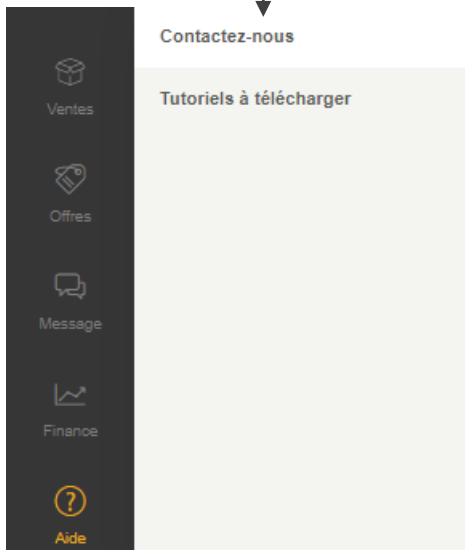 Contactez-nous
Tutoriels à télécharger
Ventes
Offres
Message
Finance
Aide